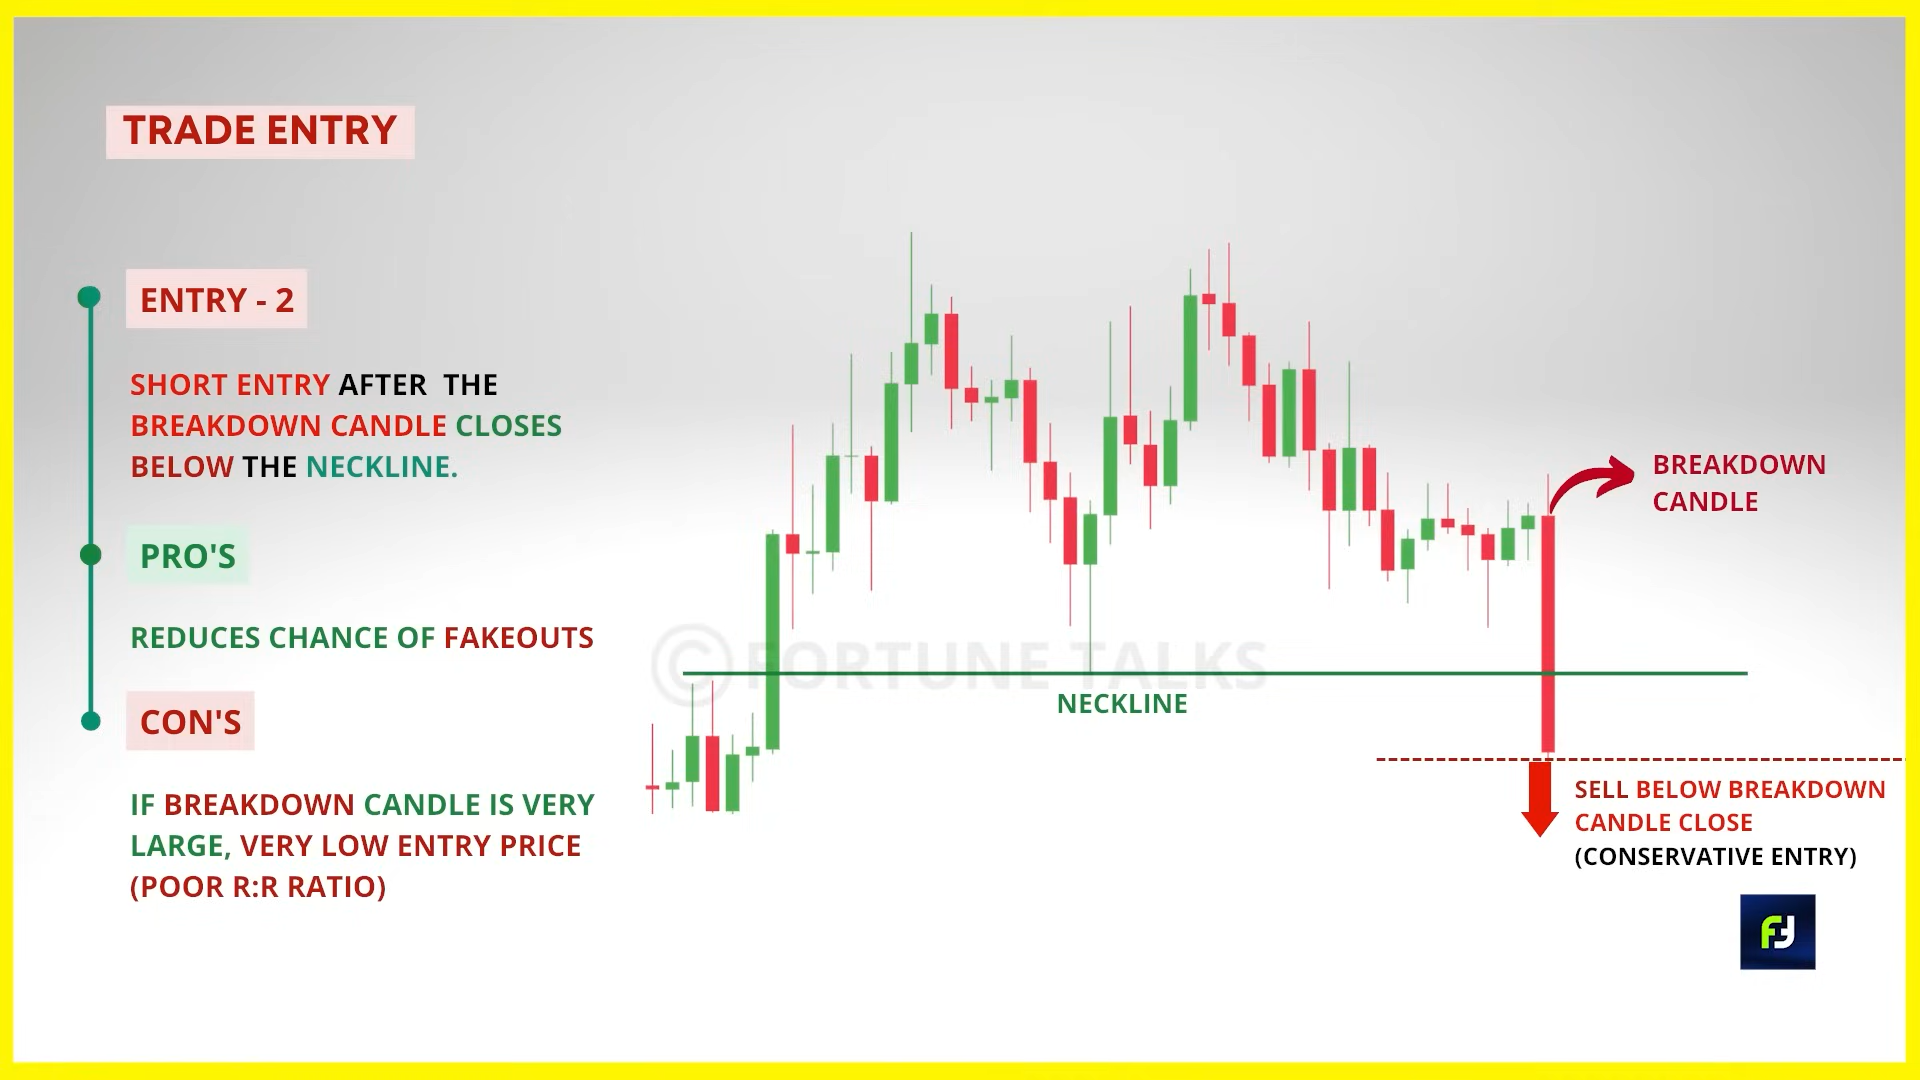 TRADE ENTRY
ENTRY - 2
SHORT ENTRY AFTER THE
BREAKDOWN CANDLE CLOSES
BELOW THE NECKLINE.
PRO'S
REDUCES CHANCE OF FAKEOUTS
CON'S
IF BREAKDOWN CANDLE IS VERY
LARGE, VERY LOW ENTRY PRICE
(POOR R:R RATIO)
BREAKDOWN
CANDLE
© FORTUNE TALKS
NECKLINE
SELL BELOW BREAKDOWN
CANDLE CLOSE
(CONSERVATIVE ENTRY)